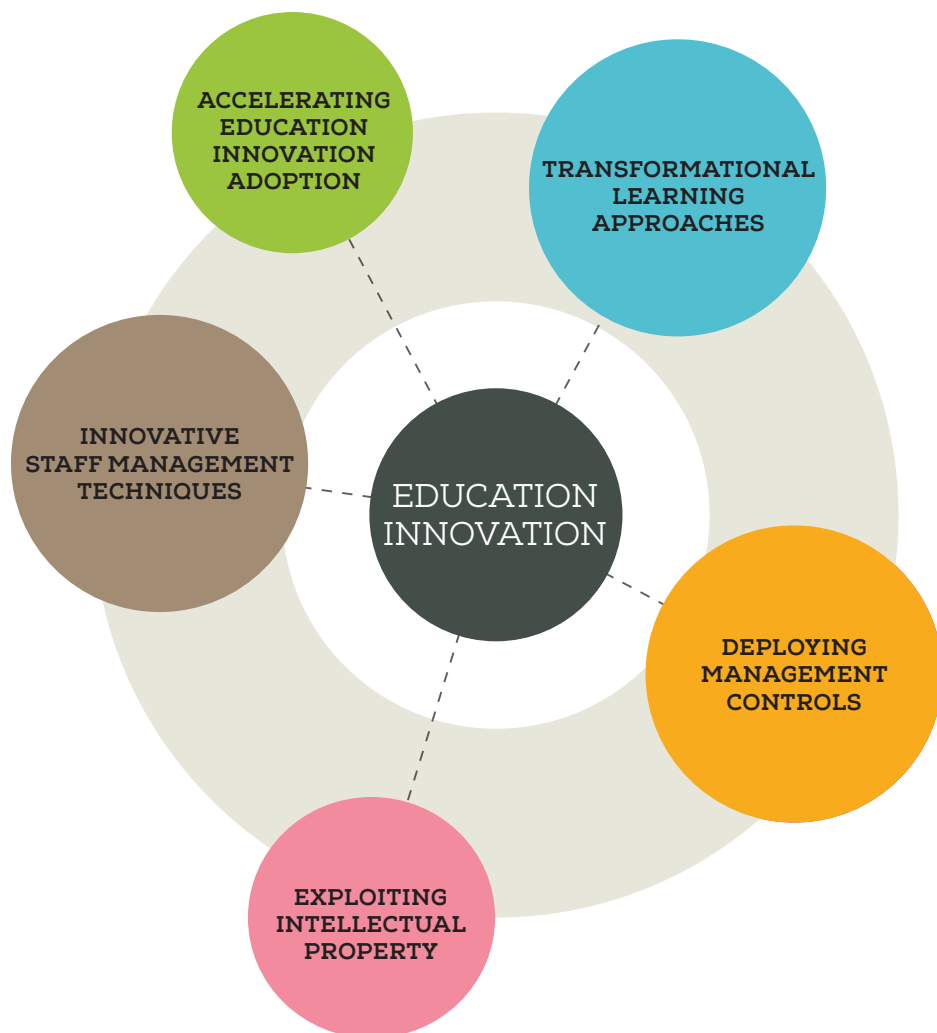 ACCELERATING
EDUCATION
INNOVATION
ADOPTION
TRANSFORMATIONAL
LEARNING
APPROACHES
INNOVATIVE
STAFF MANAGEMENT
TECHNIQUES
EDUCATION
INNOVATION
DEPLOYING
MANAGEMENT
CONTROLS
EXPLOITING
INTELLECTUAL
PROPERTY